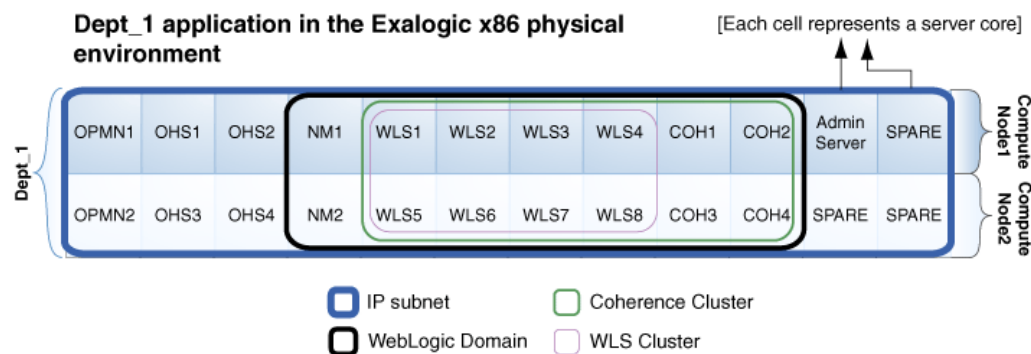 Dept_1 application in the Exalogic x86 physical
environment
[Each cell represents a server core]
Dept_1
OPMN1 OHS1 OHS2 NM1 WLS1 WLS2 WLS3 WLS4 COH1 COH2 Admin Server SPARE
Compute Node1
OPMN2 OHS3 OHS4 NM2 WLS5 WLS6 WLS7 WLS8 COH3 COH4 SPARE SPARE
Compute Node2
IP subnet
Coherence Cluster
WebLogic Domain
WLS Cluster